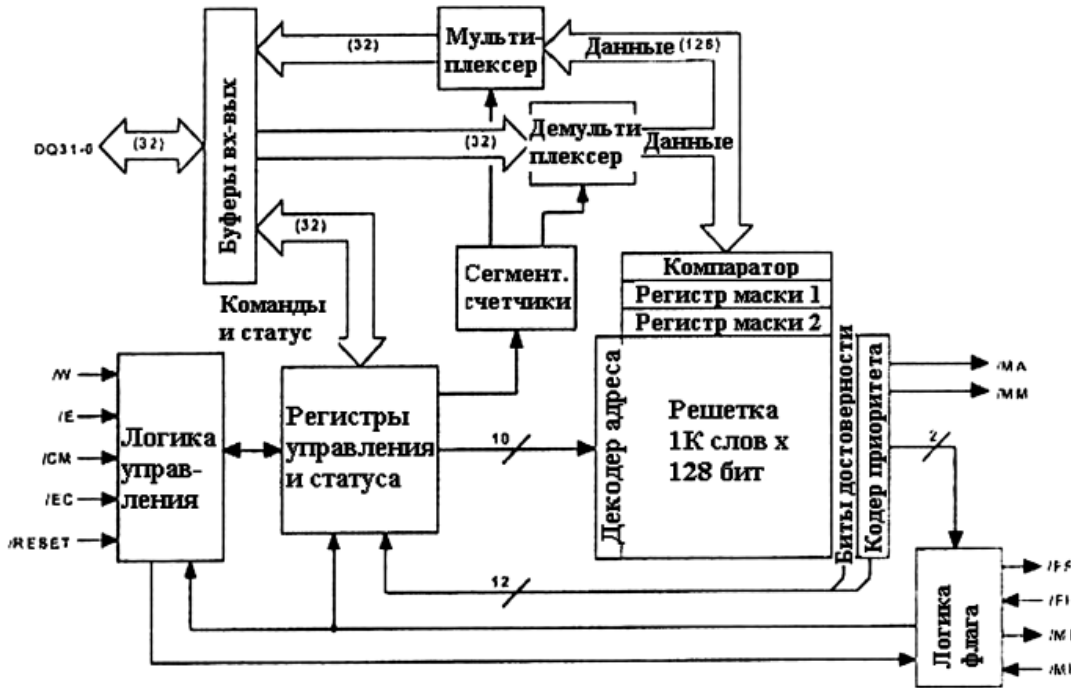 Мульти-
плексер
(32)
Данные (128)
Буферы вх-вых
DQ31-0
(32)
(32)
Демульти
плексер
Данные
(32)
Сегмент.
счетчики
Команды
и статус
Компаратор
Регистр маски 1
Регистр маски 2
Декодер адреса
Решетка
1К слов х
128 бит
Биты достоверности
Кодер приоритета
/MA
/MM
/W
/E
/CM
/EC
/RESET
Логика
управ-
ления
Регистры
управления
и статуса
10
2
12
Логика
флага